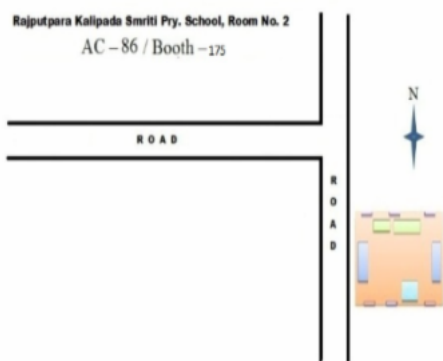 Rajputpara Kalipada Smriti Pry. School, Room No. 2
AC – 86 / Booth – 175
N
ROAD
ROAD